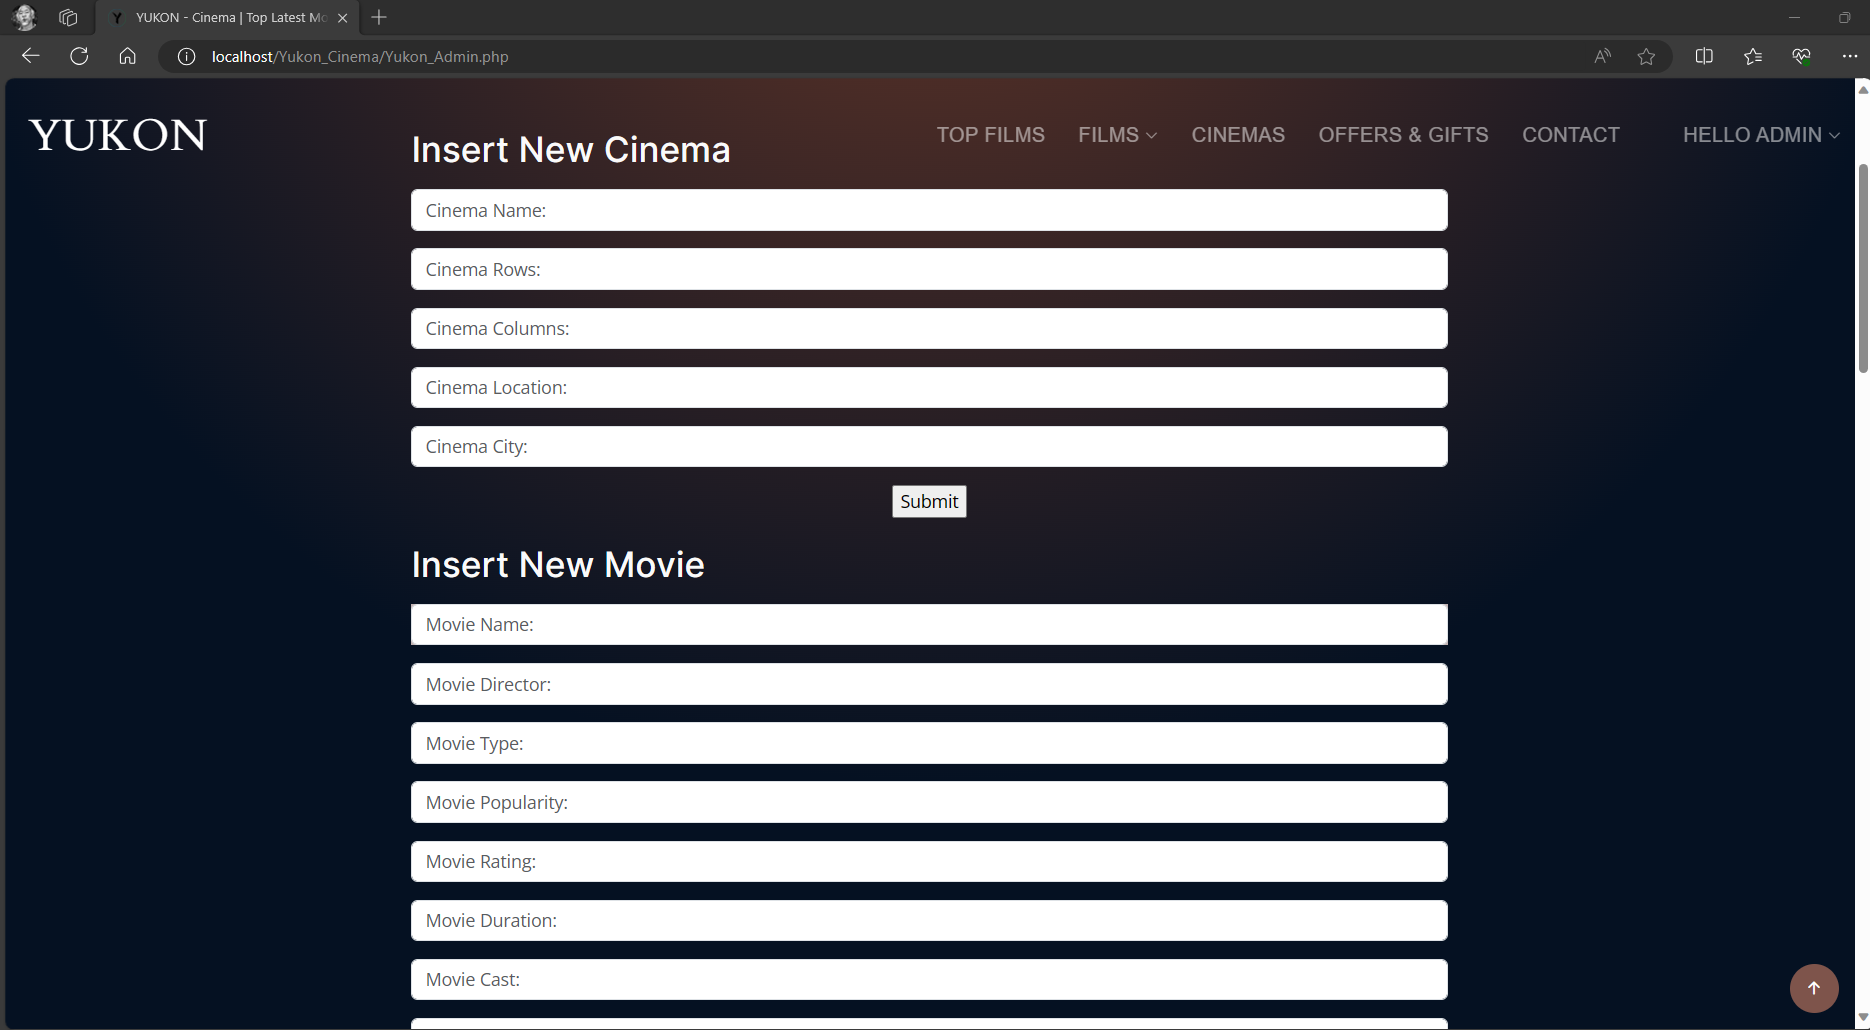 Y YUKON - Cinema | Top Latest Mo
localhost/Yukon_Cinema/Yukon_Admin.php
YUKON
TOP FILMS FILMS CINEMAS OFFERS & GIFTS CONTACT HELLO ADMIN
Insert New Cinema
Cinema Name:
Cinema Rows:
Cinema Columns:
Cinema Location:
Cinema City:
Submit
Insert New Movie
Movie Name:
Movie Director:
Movie Type:
Movie Popularity:
Movie Rating:
Movie Duration:
Movie Cast: